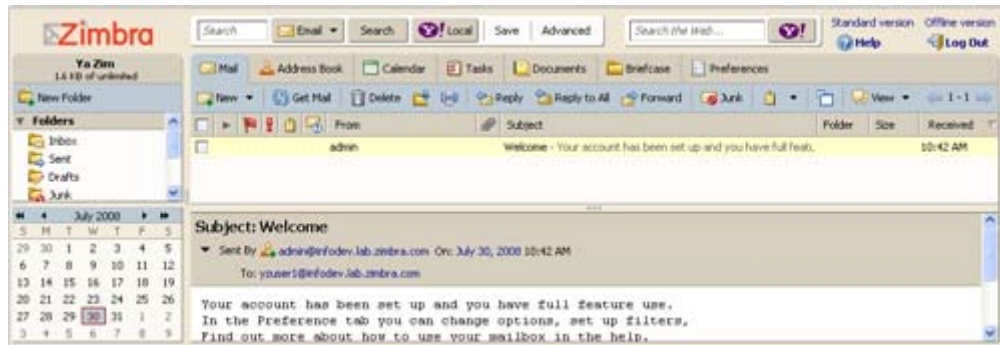 Zimbra
Search
Email
Search
Y! Local
Save
Advanced
Search the Web...
Y!
Standard version
Offline version
Help
Log Out
Ya Zim
1.6 KB of unlimited
Mail
Address Book
Calendar
Tasks
Documents
Briefcase
Preferences
New Folder
New
Get Mail
Delete
Reply
Reply to All
Forward
Junk
View
1 - 1
Folders
Inbox
Sent
Drafts
Junk
From
Subject
Folder
Size
Received
admin
Welcome - Your account has been set up and you have full featu.
10:42 AM
July 2008
S M T W T F S
29 30 1 2 3 4 5
6 7 8 9 10 11 12
13 14 15 16 17 18 19
20 21 22 23 24 25 26
27 28 29 30 31 1 2
3 4 5 6 7 8 9
Subject: Welcome
Sent By admin@infodev.lab.zimbra.com On: July 30, 2008 10:42 AM
To: yzuser1@infodev.lab.zimbra.com
Your account has been set up and you have full feature use.
In the Preference tab you can change options, set up filters,
Find out more about how to use your mailbox in the help.